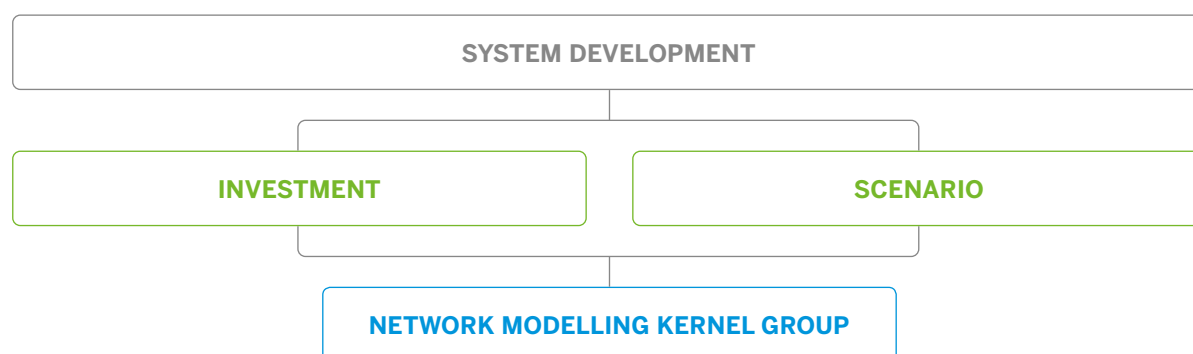 SYSTEM DEVELOPMENT
INVESTMENT
SCENARIO
NETWORK MODELLING KERNEL GROUP